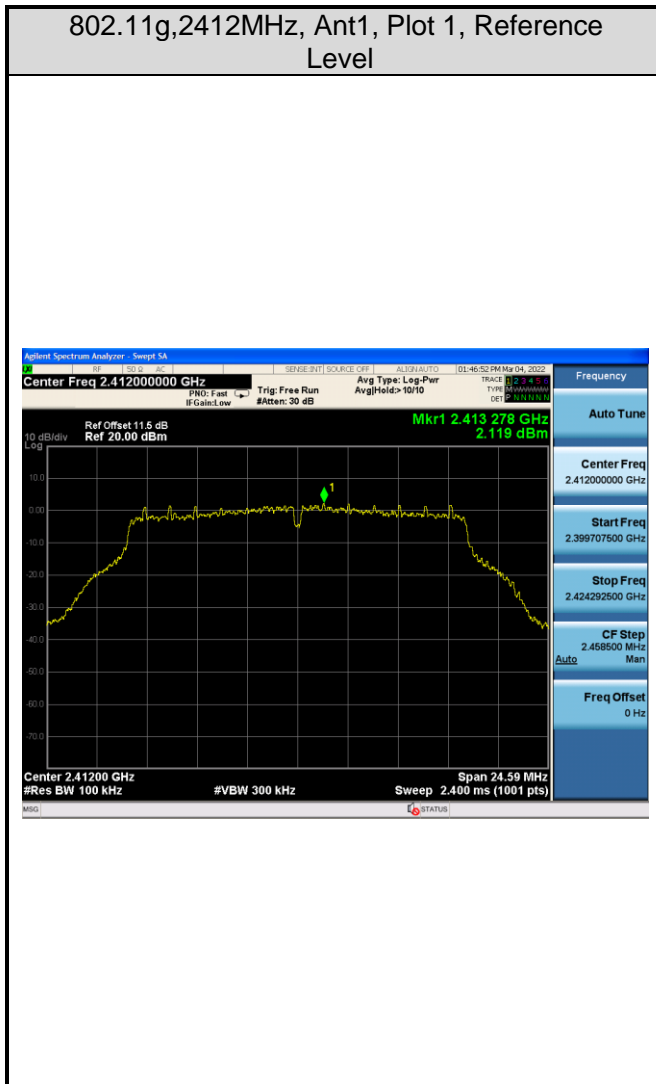 802.11g,2412MHz, Ant1, Plot 1, Reference
Level
Agilent Spectrum Analyzer - Swept SA
RF 50 Ω AC SENSE:INT SOURCE OFF ALIGNAUTO 01:46:52 PM Mar 04, 2022
Center Freq 2.412000000 GHz
PNO: Fast
IFGain:Low
Trig: Free Run
#Atten: 30 dB
Avg Type: Log-Pwr
Avg|Hold:> 10/10
TRACE 1 2 3 4 5 6
TYPE M
DET P N N N N N
Mkr1 2.413 278 GHz
2.119 dBm
Ref Offset 11.5 dB
10 dB/div Ref 20.00 dBm
Log
1
10.0
0.00
-10.0
-20.0
-30.0
-40.0
-50.0
-60.0
-70.0
Center 2.41200 GHz Span 24.59 MHz
#Res BW 100 kHz #VBW 300 kHz Sweep 2.400 ms (1001 pts)
MSG STATUS
Frequency
Auto Tune
Center Freq
2.412000000 GHz
Start Freq
2.399707500 GHz
Stop Freq
2.424292500 GHz
CF Step
2.458500 MHz
Auto Man
Freq Offset
0 Hz